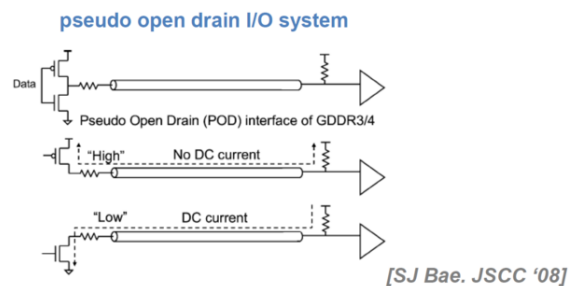 pseudo open drain I/O system
Data
Pseudo Open Drain (POD) interface of GDDR3/4
"High" No DC current
"Low" DC current
[SJ Bae. JSCC '08]